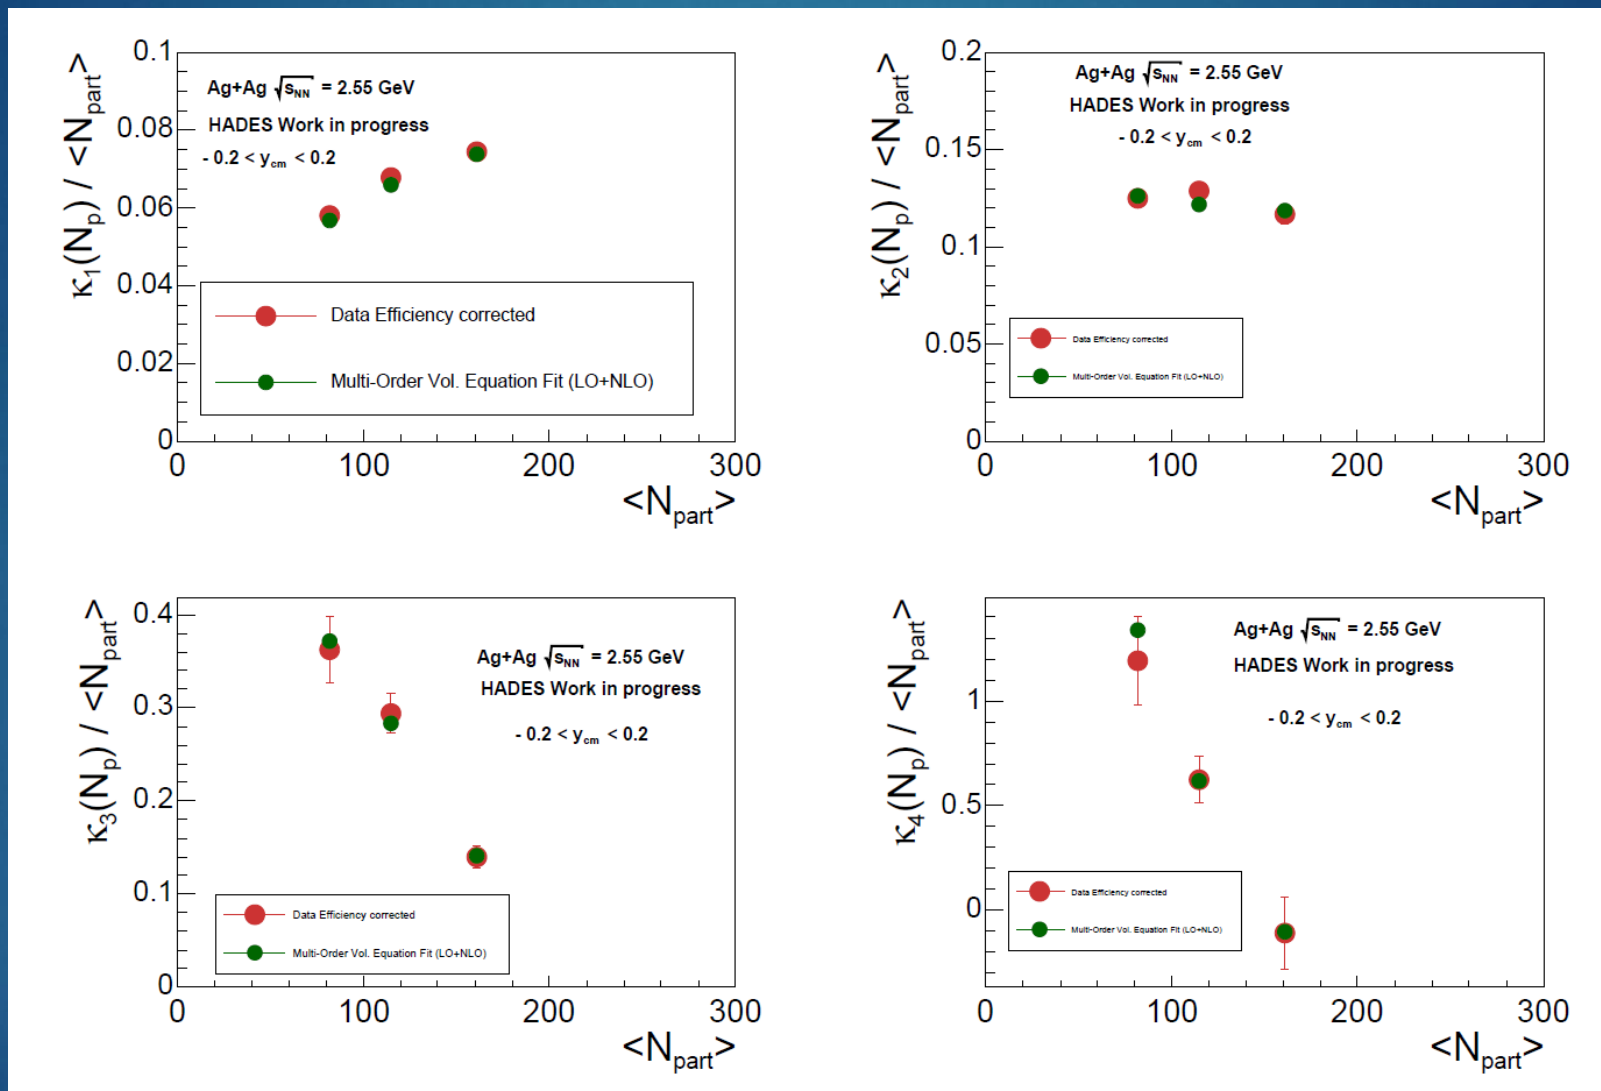 κ1(Np) / <Npart>
0.1
0.08
0.06
0.04
0.02
0
Ag+Ag √sNN = 2.55 GeV
HADES Work in progress
- 0.2 < ycm < 0.2
Data Efficiency corrected
Multi-Order Vol. Equation Fit (LO+NLO)
0 100 200 300
<Npart>
κ2(Np) / <Npart>
0.2
0.15
0.1
0.05
0
Ag+Ag √sNN = 2.55 GeV
HADES Work in progress
- 0.2 < ycm < 0.2
Data Efficiency corrected
Multi-Order Vol. Equation Fit (LO+NLO)
0 100 200 300
<Npart>
κ3(Np) / <Npart>
0.4
0.3
0.2
0.1
0
Ag+Ag √sNN = 2.55 GeV
HADES Work in progress
- 0.2 < ycm < 0.2
Data Efficiency corrected
Multi-Order Vol. Equation Fit (LO+NLO)
0 100 200 300
<Npart>
κ4(Np) / <Npart>
1
0.5
0
Ag+Ag √sNN = 2.55 GeV
HADES Work in progress
- 0.2 < ycm < 0.2
Data Efficiency corrected
Multi-Order Vol. Equation Fit (LO+NLO)
0 100 200 300
<Npart>